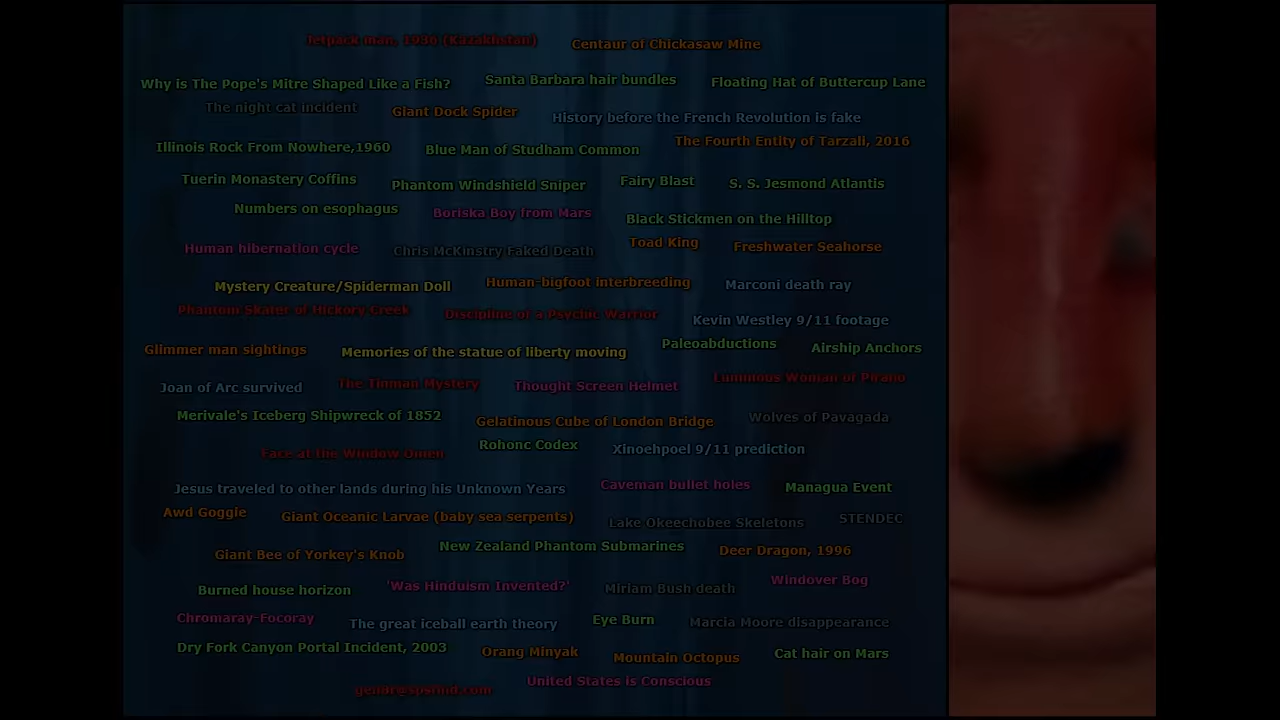 Jetpack man, 1936 (Kazakhstan)
Centaur of Chickasaw Mine
Why is The Pope's Mitre Shaped Like a Fish?
Santa Barbara hair bundles
Floating Hat of Buttercup Lane
The night cat incident
Giant Dock Spider
History before the French Revolution is fake
Illinois Rock From Nowhere,1960
Blue Man of Studham Common
The Fourth Entity of Tarzali, 2016
Tuerin Monastery Coffins
Phantom Windshield Sniper
Fairy Blast
S. S. Jesmond Atlantis
Numbers on esophagus
Boriska Boy from Mars
Black Stickmen on the Hilltop
Human hibernation cycle
Chris McKinstry Faked Death
Toad King
Freshwater Seahorse
Mystery Creature/Spiderman Doll
Human-bigfoot interbreeding
Marconi death ray
Phantom Skater of Hickory Creek
Discipline of a Psychic Warrior
Kevin Westley 9/11 footage
Glimmer man sightings
Memories of the statue of liberty moving
Paleoabductions
Airship Anchors
Joan of Arc survived
The Tinman Mystery
Thought Screen Helmet
Luminous Woman of Pirano
Merivale's Iceberg Shipwreck of 1852
Gelatinous Cube of London Bridge
Wolves of Pavagada
Face at the Window Omen
Rohonc Codex
Xinoehpoel 9/11 prediction
Jesus traveled to other lands during his Unknown Years
Caveman bullet holes
Managua Event
Awd Goggie
Giant Oceanic Larvae (baby sea serpents)
Lake Okeechobee Skeletons
STENDEC
Giant Bee of Yorkey's Knob
New Zealand Phantom Submarines
Deer Dragon, 1996
Burned house horizon
'Was Hinduism Invented?'
Miriam Bush death
Windover Bog
Chromaray-Focoray
The great iceball earth theory
Eye Burn
Marcia Moore disappearance
Dry Fork Canyon Portal Incident, 2003
Orang Minyak
Mountain Octopus
Cat hair on Mars
United States is Conscious